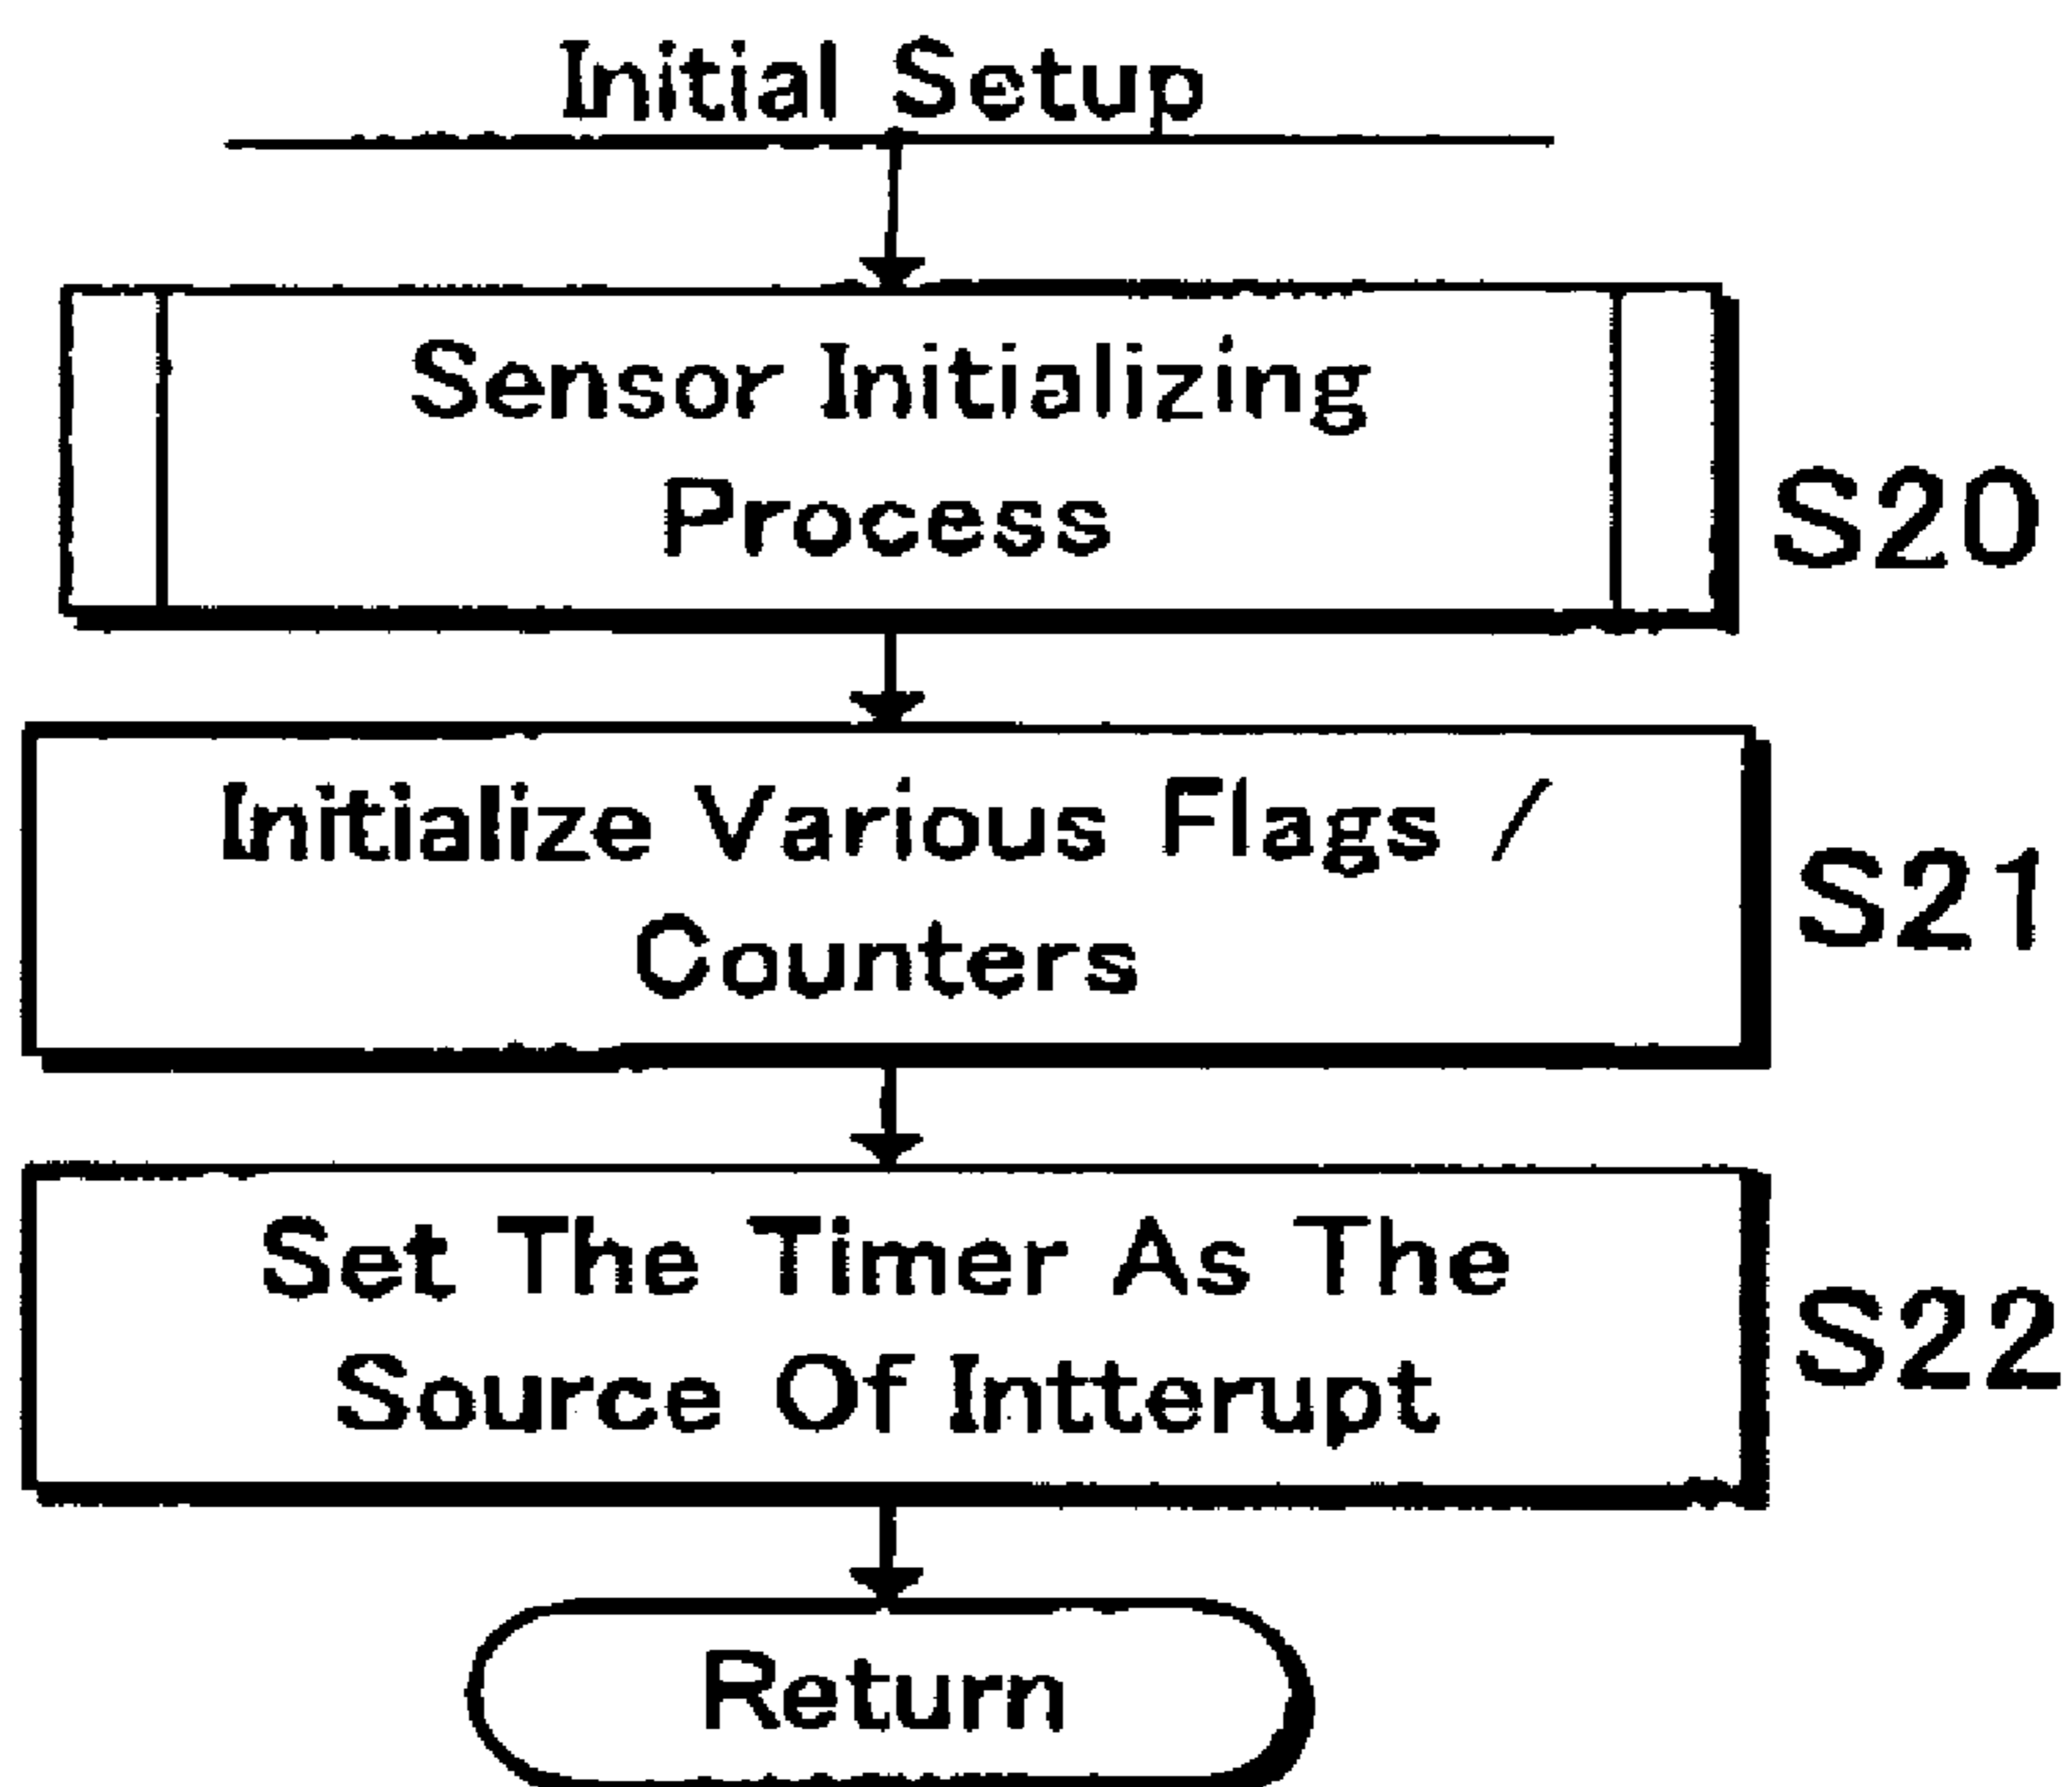 Initial Setup
Sensor Initializing
Process
S20
Initialize Various Flags /
Counters
S21
Set The Timer As The
Source Of Intterupt
S22
Return